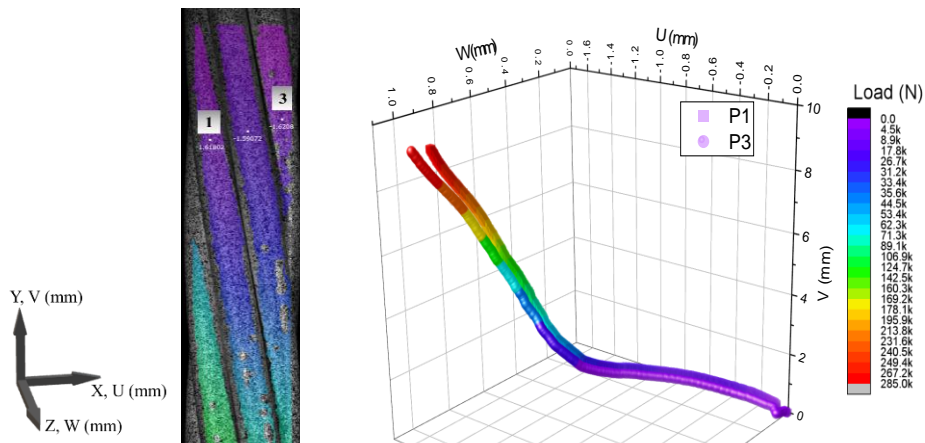 1
3
-1.61802
-1.59072
-1.6208
Y, V (mm)
X, U (mm)
Z, W (mm)
W(mm)
1.0
0.8
0.6
0.4
0.2
0.0
U (mm)
-1.6
-1.4
-1.2
-1.0
-0.8
-0.6
-0.4
-0.2
0.0
P1
P3
10
8
6
4
2
0
V (mm)
Load (N)
0.0
4.5k
8.9k
17.8k
26.7k
31.2k
33.4k
35.6k
44.5k
53.4k
62.3k
71.3k
89.1k
106.9k
124.7k
142.5k
160.3k
169.2k
178.1k
195.9k
213.8k
231.6k
240.5k
249.4k
267.2k
285.0k